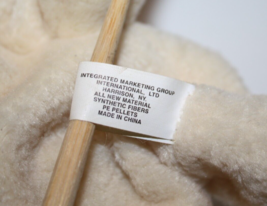 INTEGRATED MARKETING GROUP
INTERNATIONAL, LTD
HARRISON, NY.
ALL NEW MATERIAL
SYNTHETIC FIBERS
PE PELLETS
MADE IN CHINA